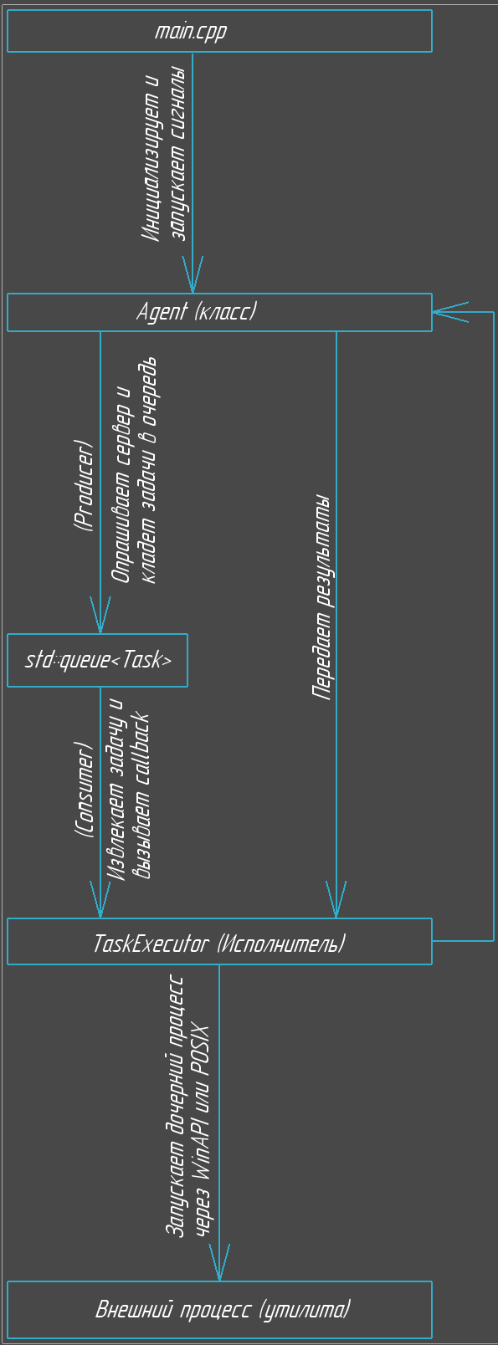 main.cpp
Инициализирует и
запускает сигналы
Agent (класс)
(Producer)
Опрашивает сервер и
кладет задачи в очередь
Передает результаты
std::queue<Task>
(Consumer)
Извлекает задачу и
вызывает callback
TaskExecutor (Исполнитель)
Запускает дочерний процесс
через WinAPI или POSIX
Внешний процесс (утилита)